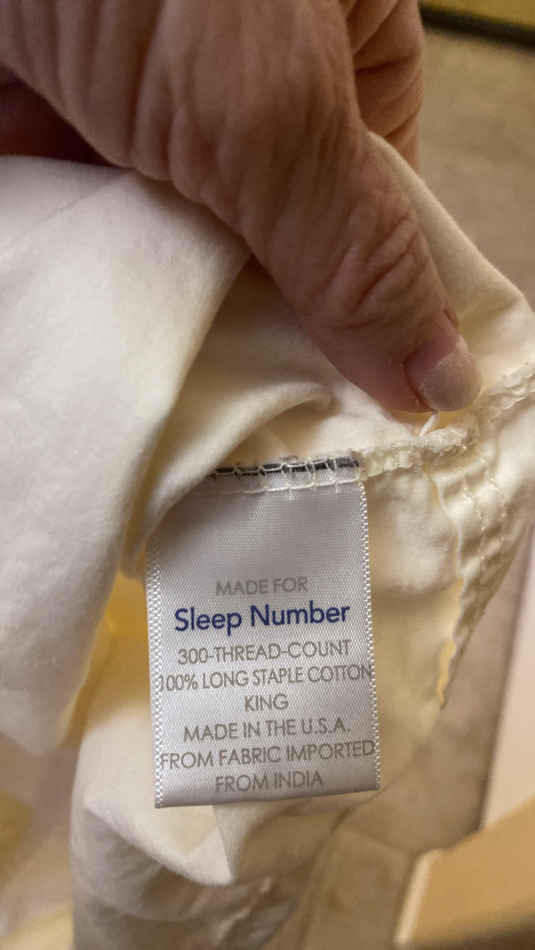 MADE FOR
Sleep Number
300-THREAD-COUNT
100% LONG STAPLE COTTON
KING
MADE IN THE U.S.A.
FROM FABRIC IMPORTED
FROM INDIA